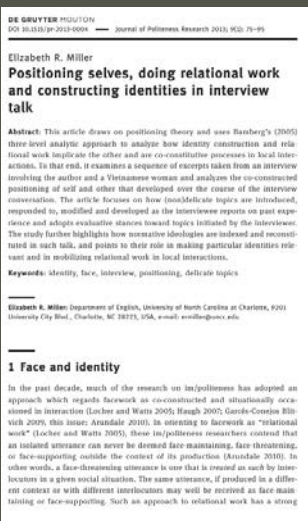 DE GRUYTER MOUTON
DOI 10.1515/pr-2013-0004 — Journal of Politeness Research 2013; 9(1): 75–95
Elizabeth R. Miller
Positioning selves, doing relational work
and constructing identities in interview
talk
Abstract: This article draws on positioning theory and uses Bamberg's (2005)
three-level analytic approach to analyze how identity construction and rela-
tional work implicate the other and are co-constitutive processes in local inter-
actions. To that end, it examines a sequence of excerpts taken from an interview
involving the author and a Vietnamese woman and analyzes the co-constructed
positioning of self and other that developed over the course of the interview
conversation. The article focuses on how (non)delicate topics are introduced,
responded to, modified and developed as the interviewee reports on past expe-
rience and adopts evaluative stances toward topics initiated by the interviewer.
The study further highlights how normative ideologies are indexed and reconsti-
tuted in such talk, and points to their role in making particular identities rele-
vant and in mobilizing relational work in local interactions.
Keywords: identity, face, interview, positioning, delicate topics
Elizabeth R. Miller: Department of English, University of North Carolina at Charlotte, 9201
University City Blvd., Charlotte, NC 28223, USA, e-mail: ermiller@uncc.edu
1 Face and identity
In the past decade, much of the research on im/politeness has adopted an
approach which regards facework as co-constructed and situationally occa-
sioned in interaction (Locher and Watts 2005; Haugh 2007; Garcés-Conejos Blit-
vich 2009, this issue; Arundale 2010). In orienting to facework as "relational
work" (Locher and Watts 2005), these im/politeness researchers contend that
an isolated utterance can never be deemed face-maintaining, face-threatening,
or face-supporting outside the context of its production (Arundale 2010). In
other words, a face-threatening utterance is one that is treated as such by inter-
locutors in a given social situation. The same utterance, if produced in a differ-
ent context or with different interlocutors may well be received as face-main-
taining or face-supporting. Such an approach to relational work has a strong